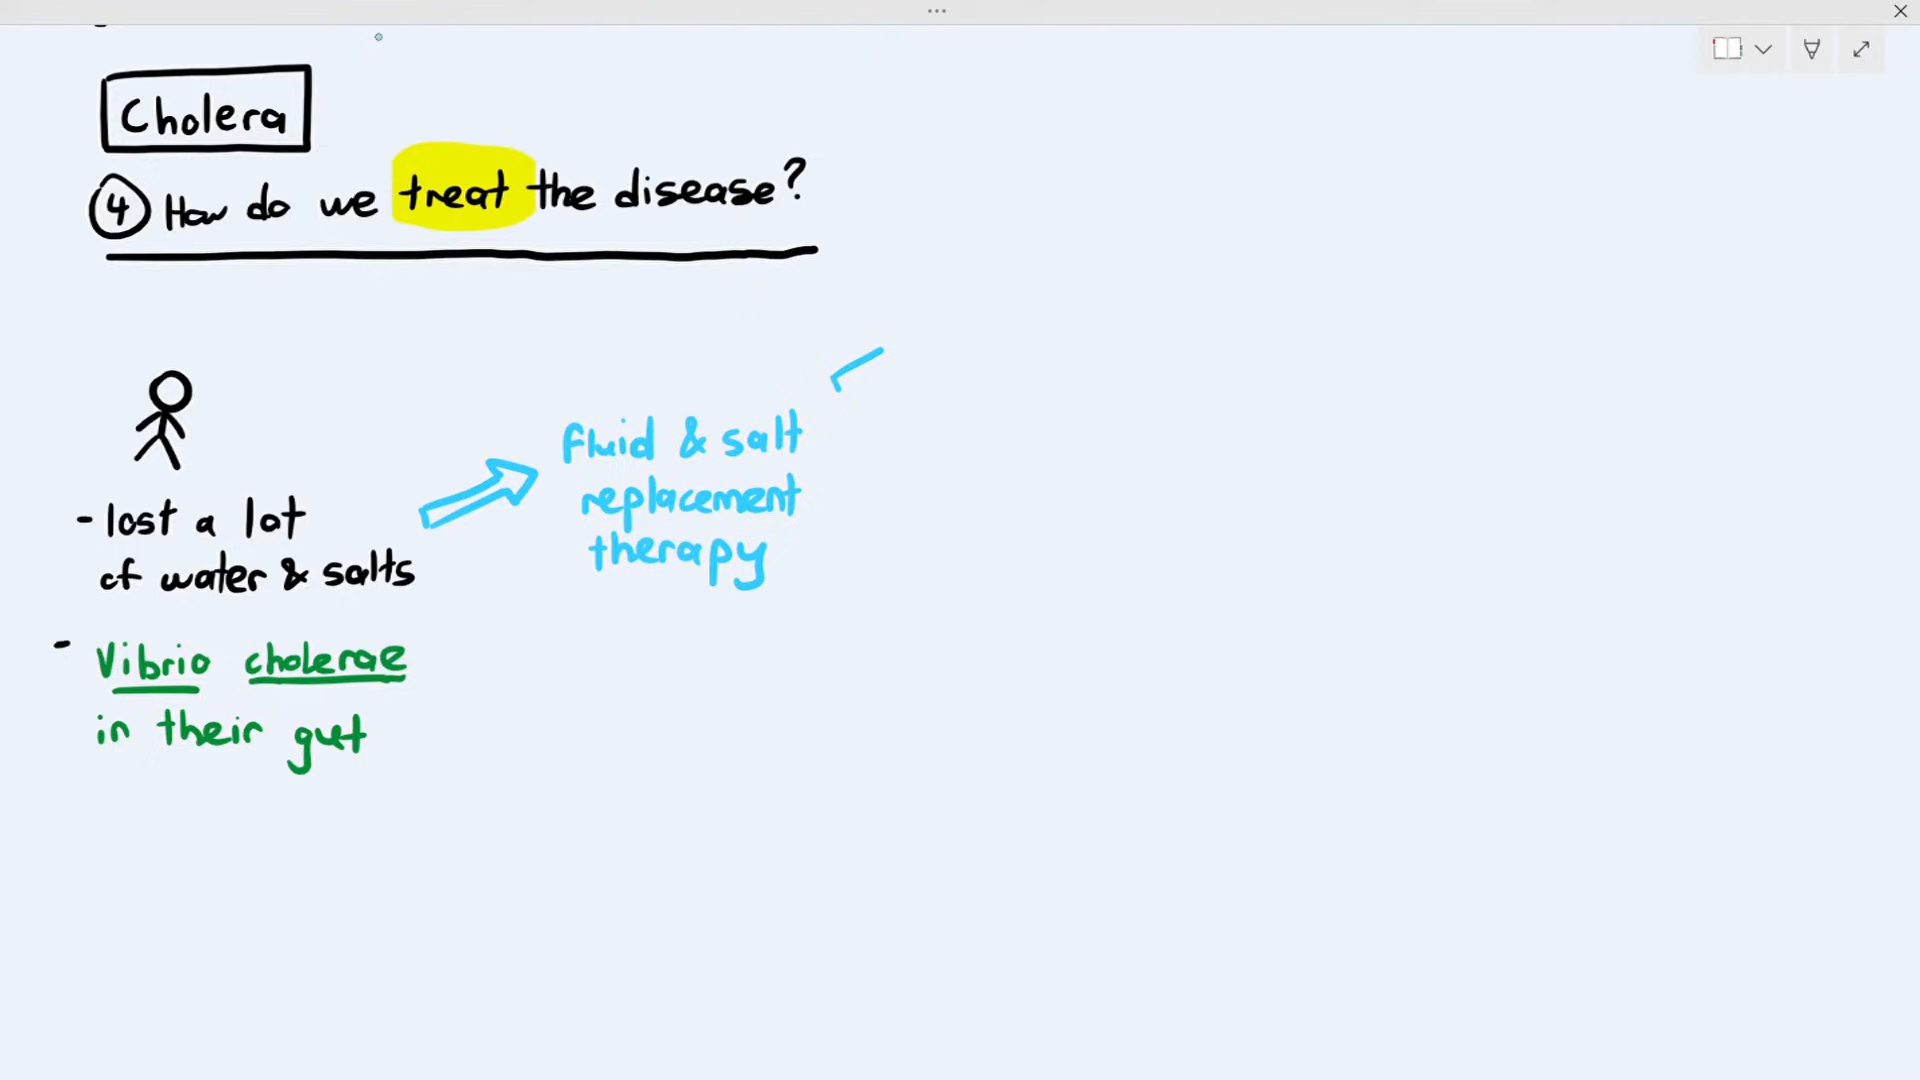 Cholera
④ How do we treat the disease?
- lost a lot
of water & salts
fluid & salt
replacement
therapy
- Vibrio cholerae
in their gut